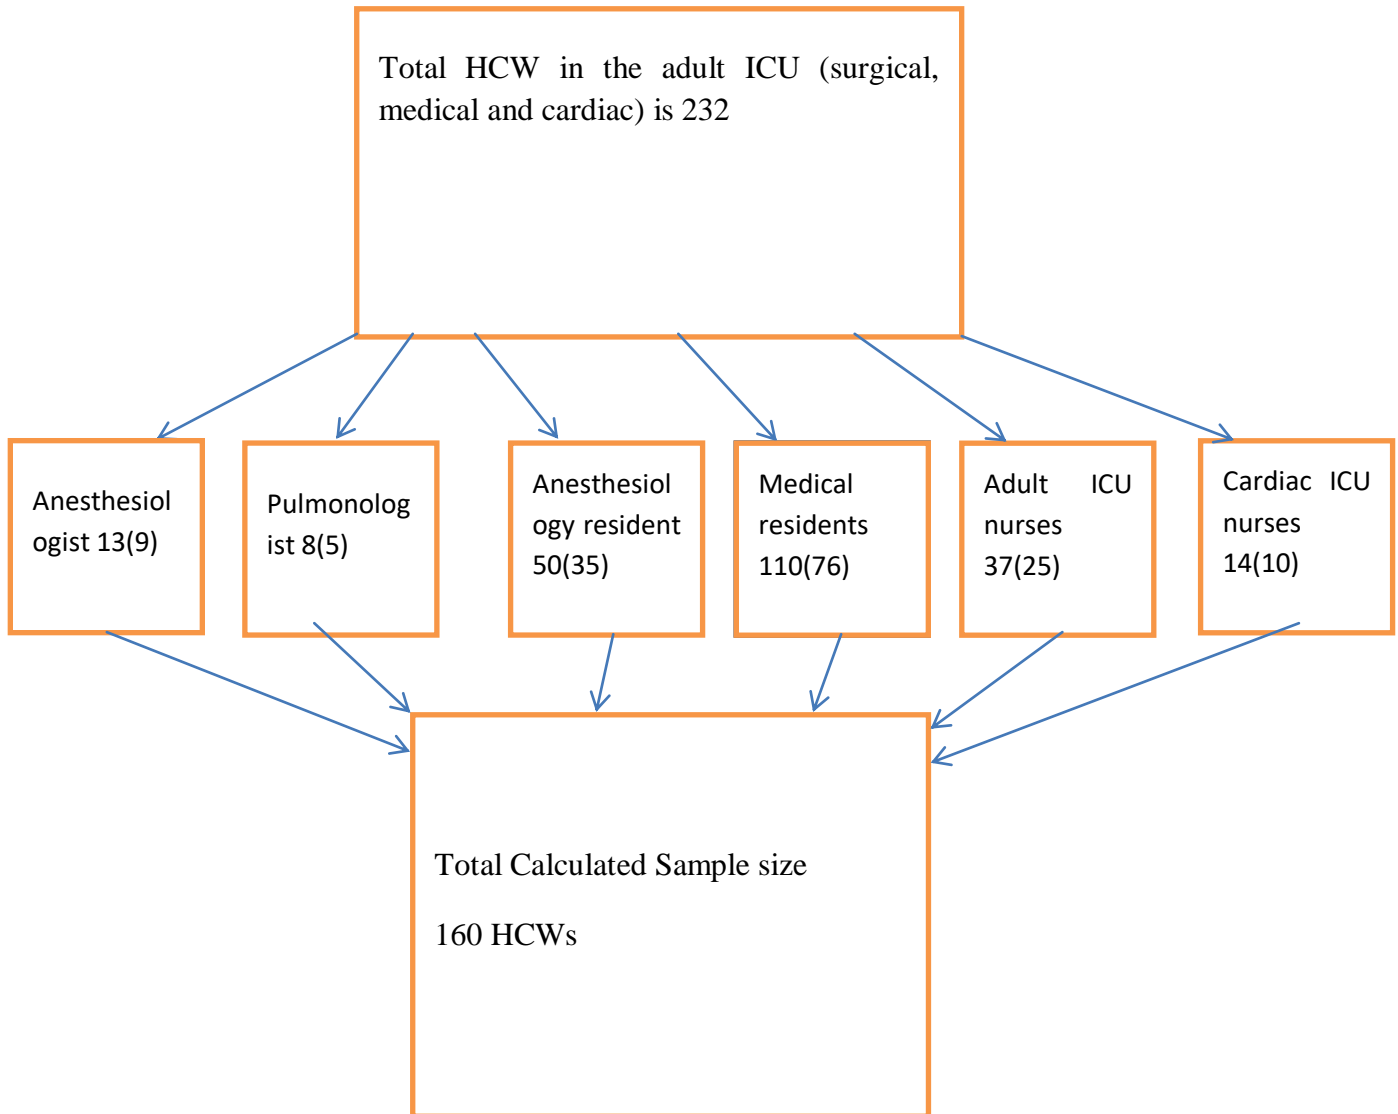 Total HCW in the adult ICU (surgical,
medical and cardiac) is 232
Anesthesiol
ogist 13(9)
Pulmonolog
ist 8(5)
Anesthesiol
ogy resident
50(35)
Medical
residents
110(76)
Adult ICU
nurses
37(25)
Cardiac ICU
nurses
14(10)
Total Calculated Sample size
160 HCWs